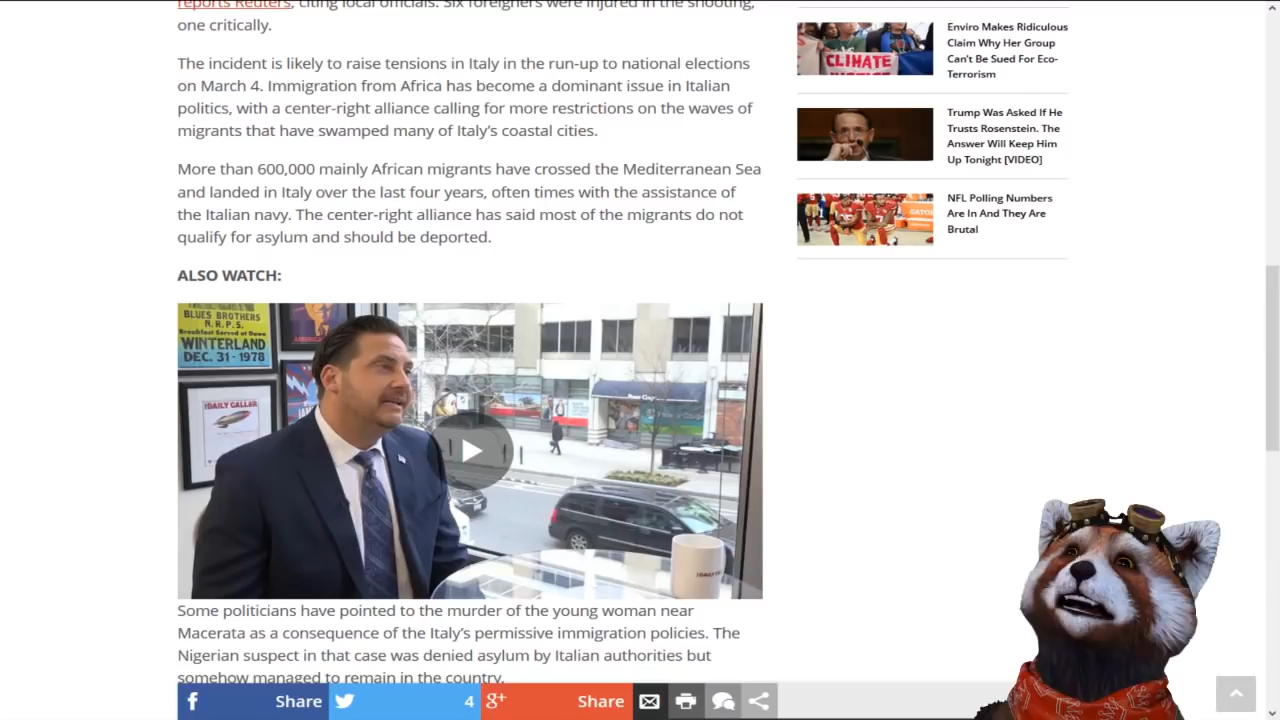 reports Reuters, citing local officials. Six foreigners were injured in the shooting,
one critically.
The incident is likely to raise tensions in Italy in the run-up to national elections
on March 4. Immigration from Africa has become a dominant issue in Italian
politics, with a center-right alliance calling for more restrictions on the waves of
migrants that have swamped many of Italy's coastal cities.
More than 600,000 mainly African migrants have crossed the Mediterranean Sea
and landed in Italy over the last four years, often times with the assistance of
the Italian navy. The center-right alliance has said most of the migrants do not
qualify for asylum and should be deported.
ALSO WATCH:
BLUES BROTHERS
N.R.P.S.
Breakfast Served at Dawn
WINTERLAND
DEC. 31-1978
DAILY CALLER
Some politicians have pointed to the murder of the young woman near
Macerata as a consequence of the Italy's permissive immigration policies. The
Nigerian suspect in that case was denied asylum by Italian authorities but
somehow managed to remain in the country.
Share
4
g+ Share
Enviro Makes Ridiculous
Claim Why Her Group
Can't Be Sued For Eco-
Terrorism
CLIMATE
Trump Was Asked If He
Trusts Rosenstein. The
Answer Will Keep Him
Up Tonight [VIDEO]
NFL Polling Numbers
Are In And They Are
Brutal